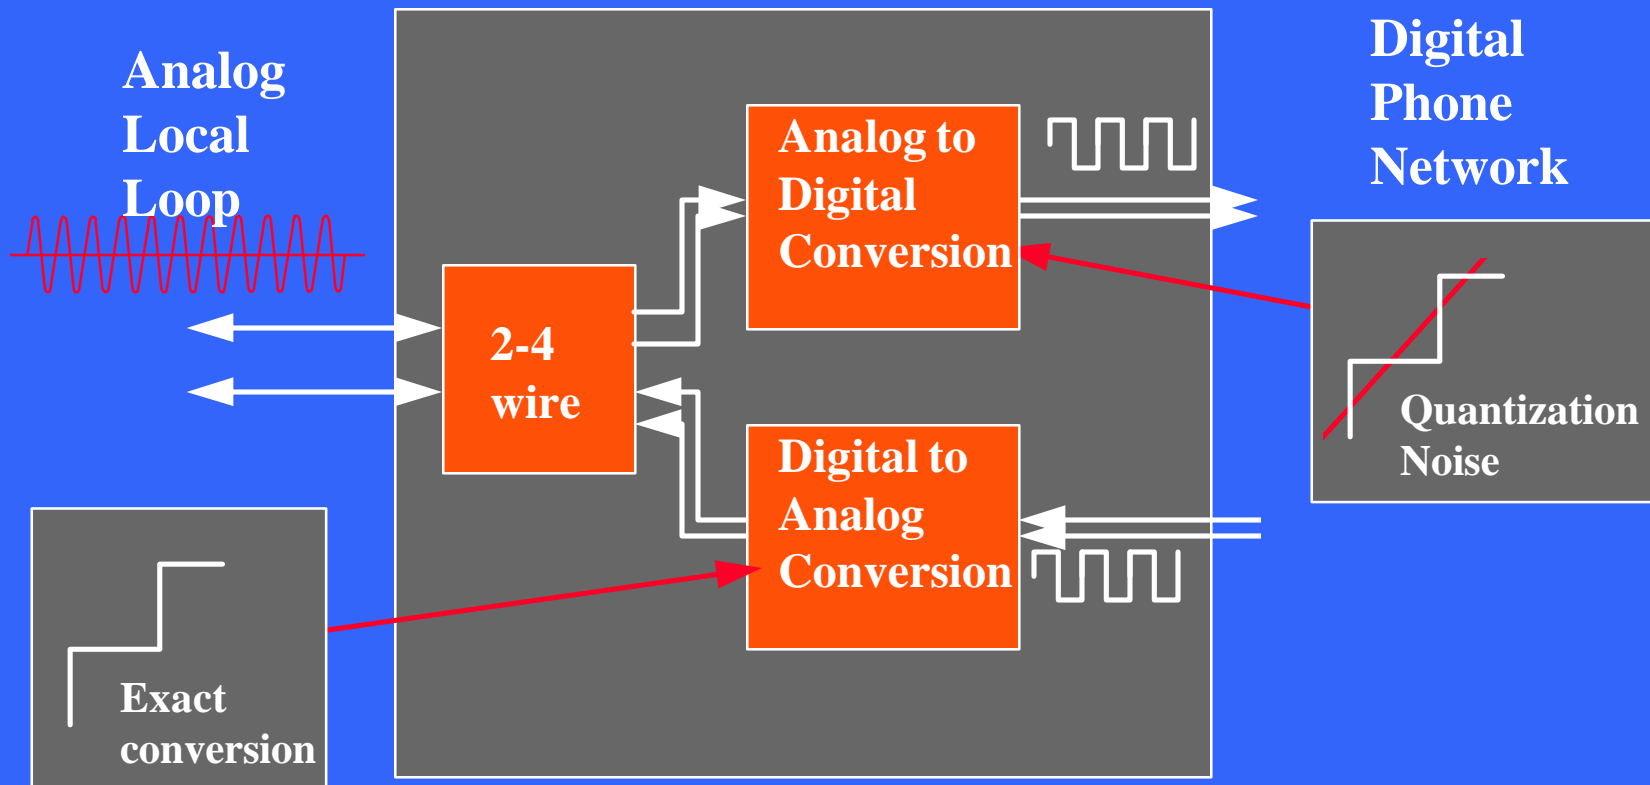 Analog
Local
Loop
Digital
Phone
Network
Analog to
Digital
Conversion
2-4
wire
Quantization
Noise
Digital to
Analog
Conversion
Exact
conversion